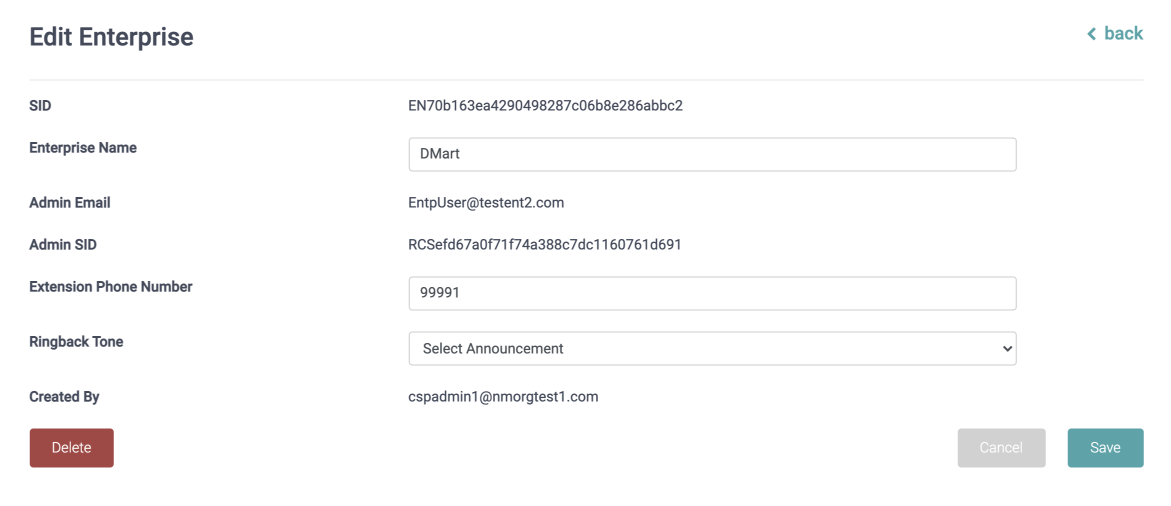 Edit Enterprise
back
SID
EN70b163ea4290498287c06b8e286abbc2
Enterprise Name
DMart
Admin Email
EntpUser@testent2.com
Admin SID
RCSefd67a0f71f74a388c7dc1160761d691
Extension Phone Number
99991
Ringback Tone
Select Announcement
Created By
cspadmin1@nmorgtest1.com
Delete
Cancel
Save